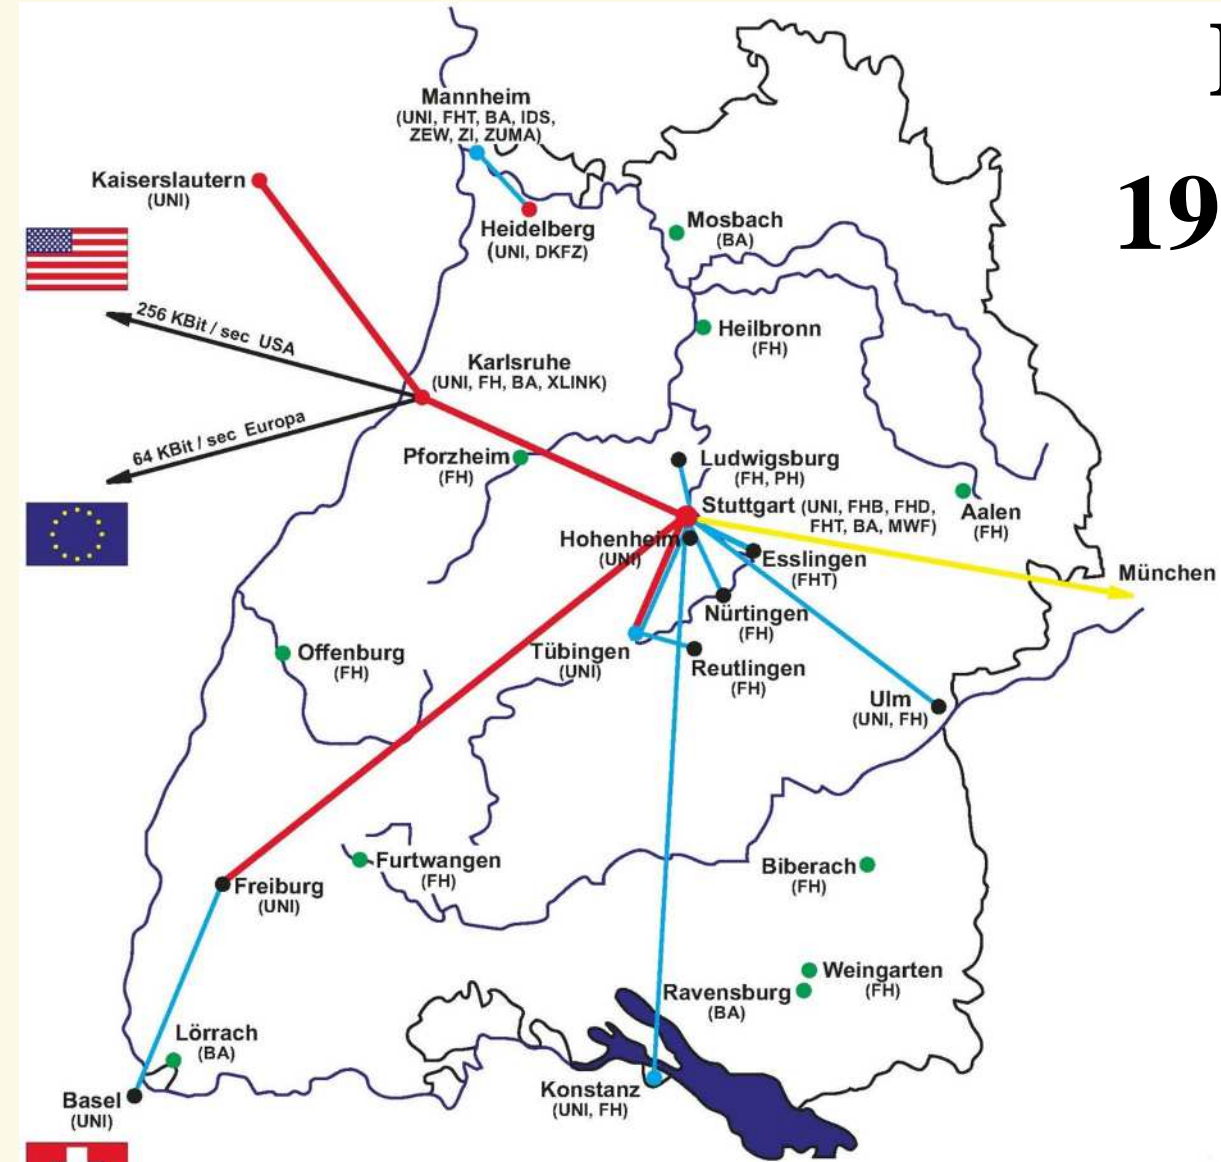 19
Mannheim
(UNI, FHT, BA, IDS,
ZEW, ZI, ZUMA)
Kaiserslautern
(UNI)
Heidelberg
(UNI, DKFZ)
Mosbach
(BA)
256 KBit / sec USA
Heilbronn
(FH)
Karlsruhe
(UNI, FH, BA, XLINK)
64 KBit / sec Europa
Pforzheim
(FH)
Ludwigsburg
(FH, PH)
Stuttgart (UNI, FHB, FHD,
FHT, BA, MWF)
Aalen
(FH)
Hohenheim
(UNI)
Esslingen
(FHT)
München
Nürtingen
(FH)
Offenburg
(FH)
Tübingen
(UNI)
Reutlingen
(FH)
Ulm
(UNI, FH)
Furtwangen
(FH)
Biberach
(FH)
Freiburg
(UNI)
Weingarten
(FH)
Ravensburg
(BA)
Lörrach
(BA)
Basel
(UNI)
Konstanz
(UNI, FH)